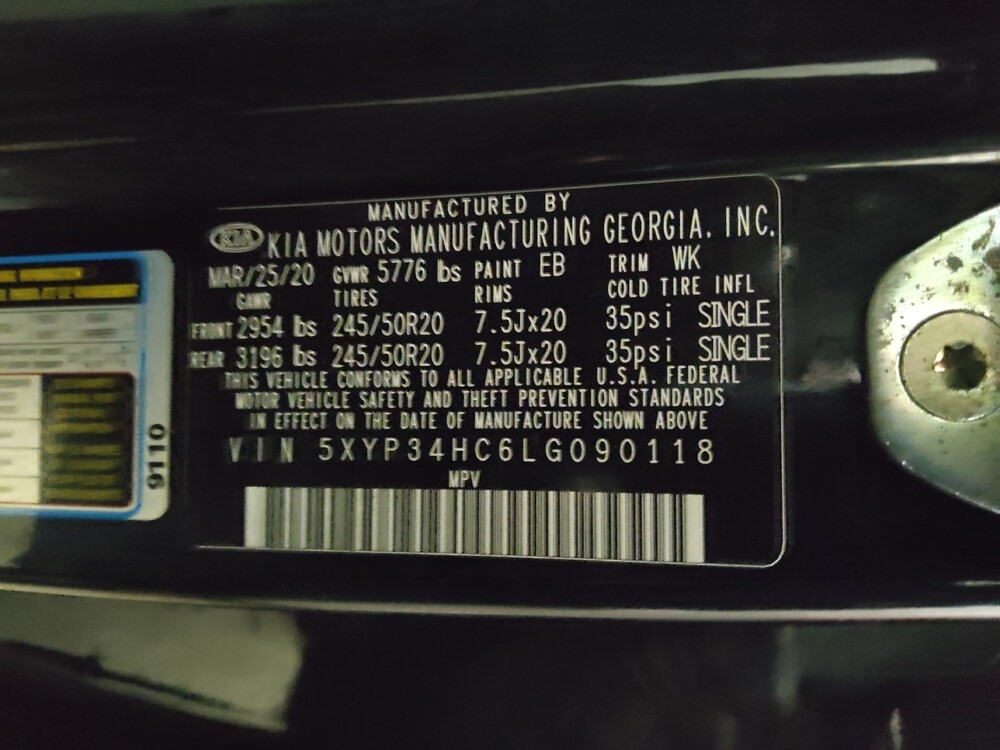 MANUFACTURED BY
KIA KIA MOTORS MANUFACTURING GEORGIA, INC.
MAR/25/20 GVWR 5776 lbs PAINT EB TRIM WK
GAWR TIRES RIMS COLD TIRE INFL
FRONT 2954 lbs 245/50R20 7.5Jx20 35psi SINGLE
REAR 3196 lbs 245/50R20 7.5Jx20 35psi SINGLE
THIS VEHICLE CONFORMS TO ALL APPLICABLE U.S.A. FEDERAL
MOTOR VEHICLE SAFETY AND THEFT PREVENTION STANDARDS
IN EFFECT ON THE DATE OF MANUFACTURE SHOWN ABOVE
VIN 5XYP34HC6LG090118
MPV
9110